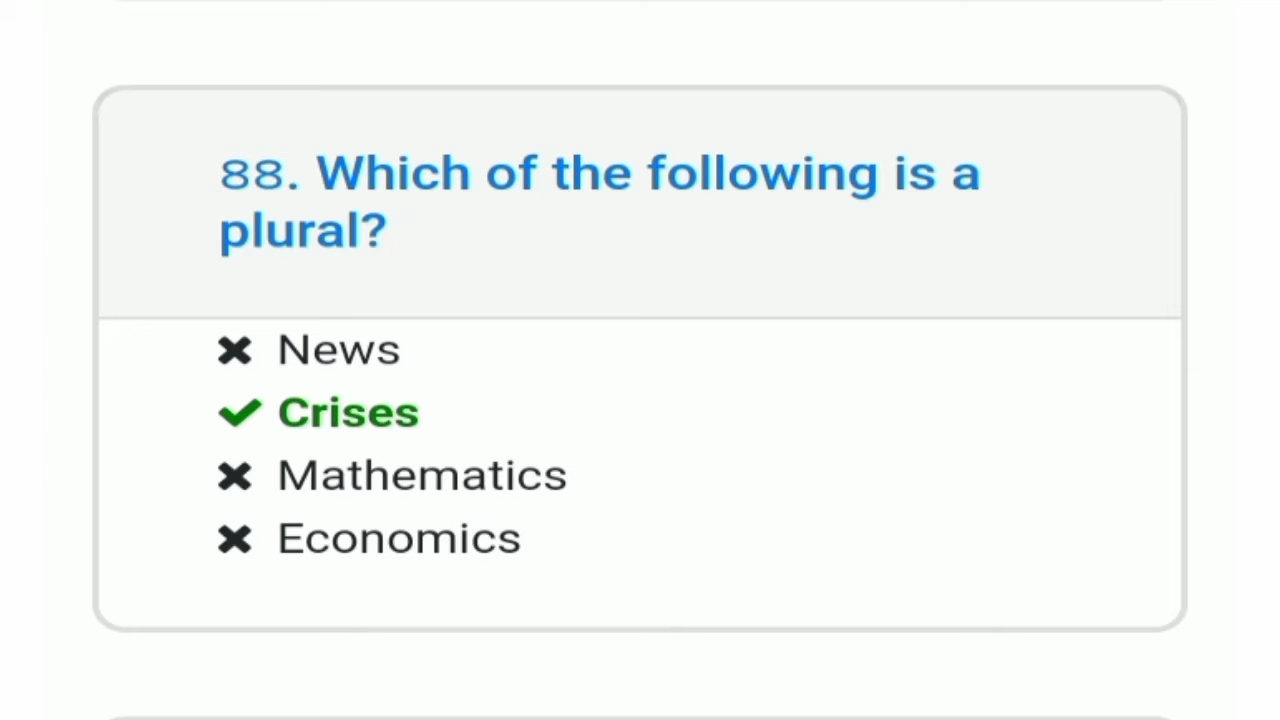 88. Which of the following is a
plural?
News
Crises
Mathematics
Economics